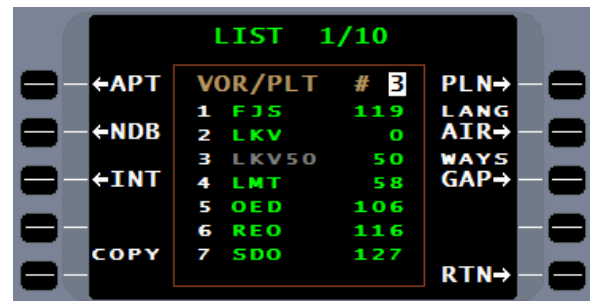 LIST 1/10
←APT VOR/PLT # 3 PLN→
1 FJS 119 LANG
←NDB 2 LKV 0 AIR→
3 LKV50 50 WAYS
←INT 4 LMT 58 GAP→
5 OED 106
6 REO 116
COPY 7 SDO 127
RTN→